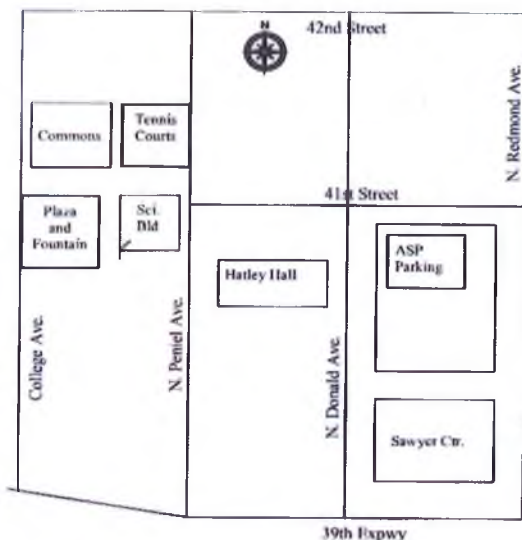 N
42nd Street
N. Redmond Ave.
Commons
Tennis
Courts
41st Street
Plaza
and
Fountain
Sci.
Bld
ASP
Parking
Hatley Hall
College Ave.
N. Peniel Ave.
N. Donald Ave.
Sawyer Ctr.
39th Expwy